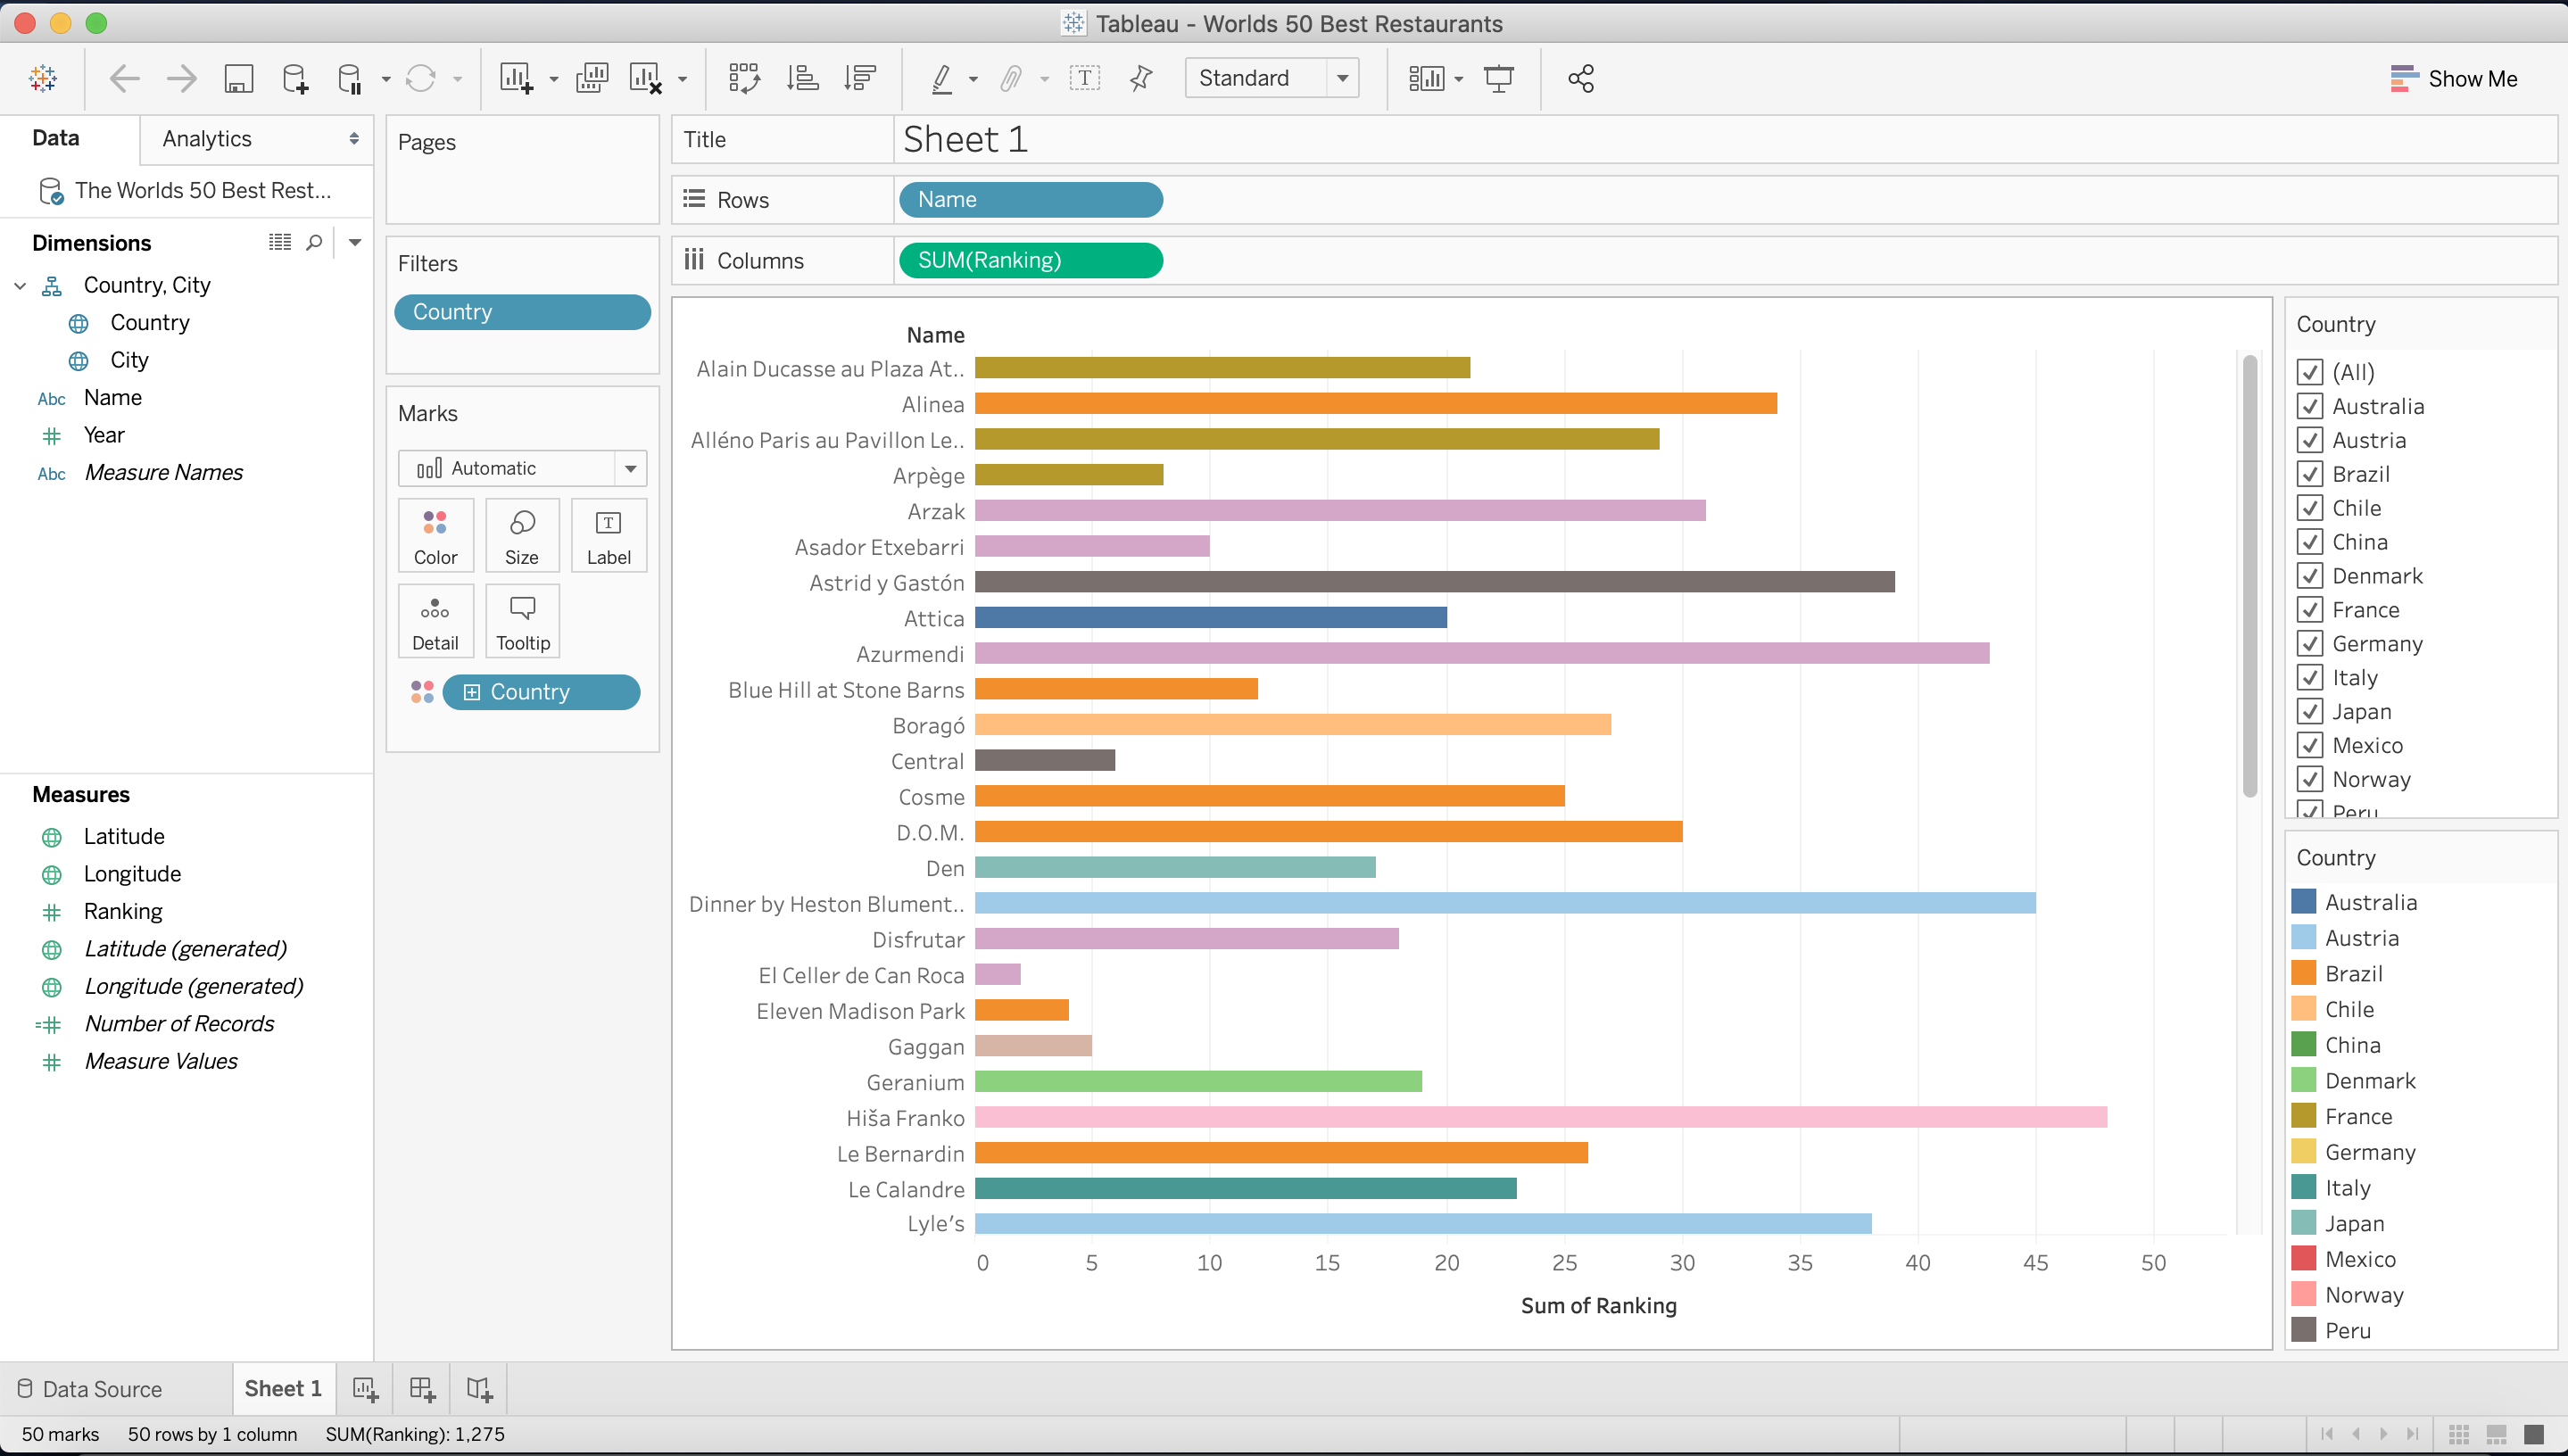 Tableau - Worlds 50 Best Restaurants
Standard
Show Me
Data
Analytics
The Worlds 50 Best Rest...
Dimensions
Country, City
Country
City
Abc Name
Year
Abc Measure Names
Measures
Latitude
Longitude
Ranking
Latitude (generated)
Longitude (generated)
Number of Records
Measure Values
Pages
Filters
Country
Marks
Automatic
Color
Size
Label
Detail
Tooltip
Country
Title
Sheet 1
Rows
Name
Columns
SUM(Ranking)
Name
Alain Ducasse au Plaza At..
Alinea
Alléno Paris au Pavillon Le..
Arpège
Arzak
Asador Etxebarri
Astrid y Gastón
Attica
Azurmendi
Blue Hill at Stone Barns
Boragó
Central
Cosme
D.O.M.
Den
Dinner by Heston Blument..
Disfrutar
El Celler de Can Roca
Eleven Madison Park
Gaggan
Geranium
Hiša Franko
Le Bernardin
Le Calandre
Lyle's
0 5 10 15 20 25 30 35 40 45 50
Sum of Ranking
Country
(All)
Australia
Austria
Brazil
Chile
China
Denmark
France
Germany
Italy
Japan
Mexico
Norway
Peru
Country
Australia
Austria
Brazil
Chile
China
Denmark
France
Germany
Italy
Japan
Mexico
Norway
Peru
Data Source
Sheet 1
50 marks
50 rows by 1 column
SUM(Ranking): 1,275